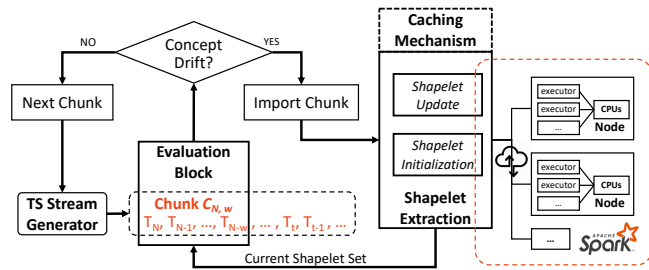 NO
Concept
Drift?
YES
Caching
Mechanism
Next Chunk
Import Chunk
Shapelet
Update
Shapelet
Initialization
Shapelet
Extraction
executor
executor
...
CPUs
Node
executor
executor
...
CPUs
Node
...
APACHE
Spark
Evaluation
Block
TS Stream
Generator
Chunk C_{N, w}
T_N, T_{N-1}, ..., T_{N-w}, ..., T_t, T_{t-1}, ...
Current Shapelet Set